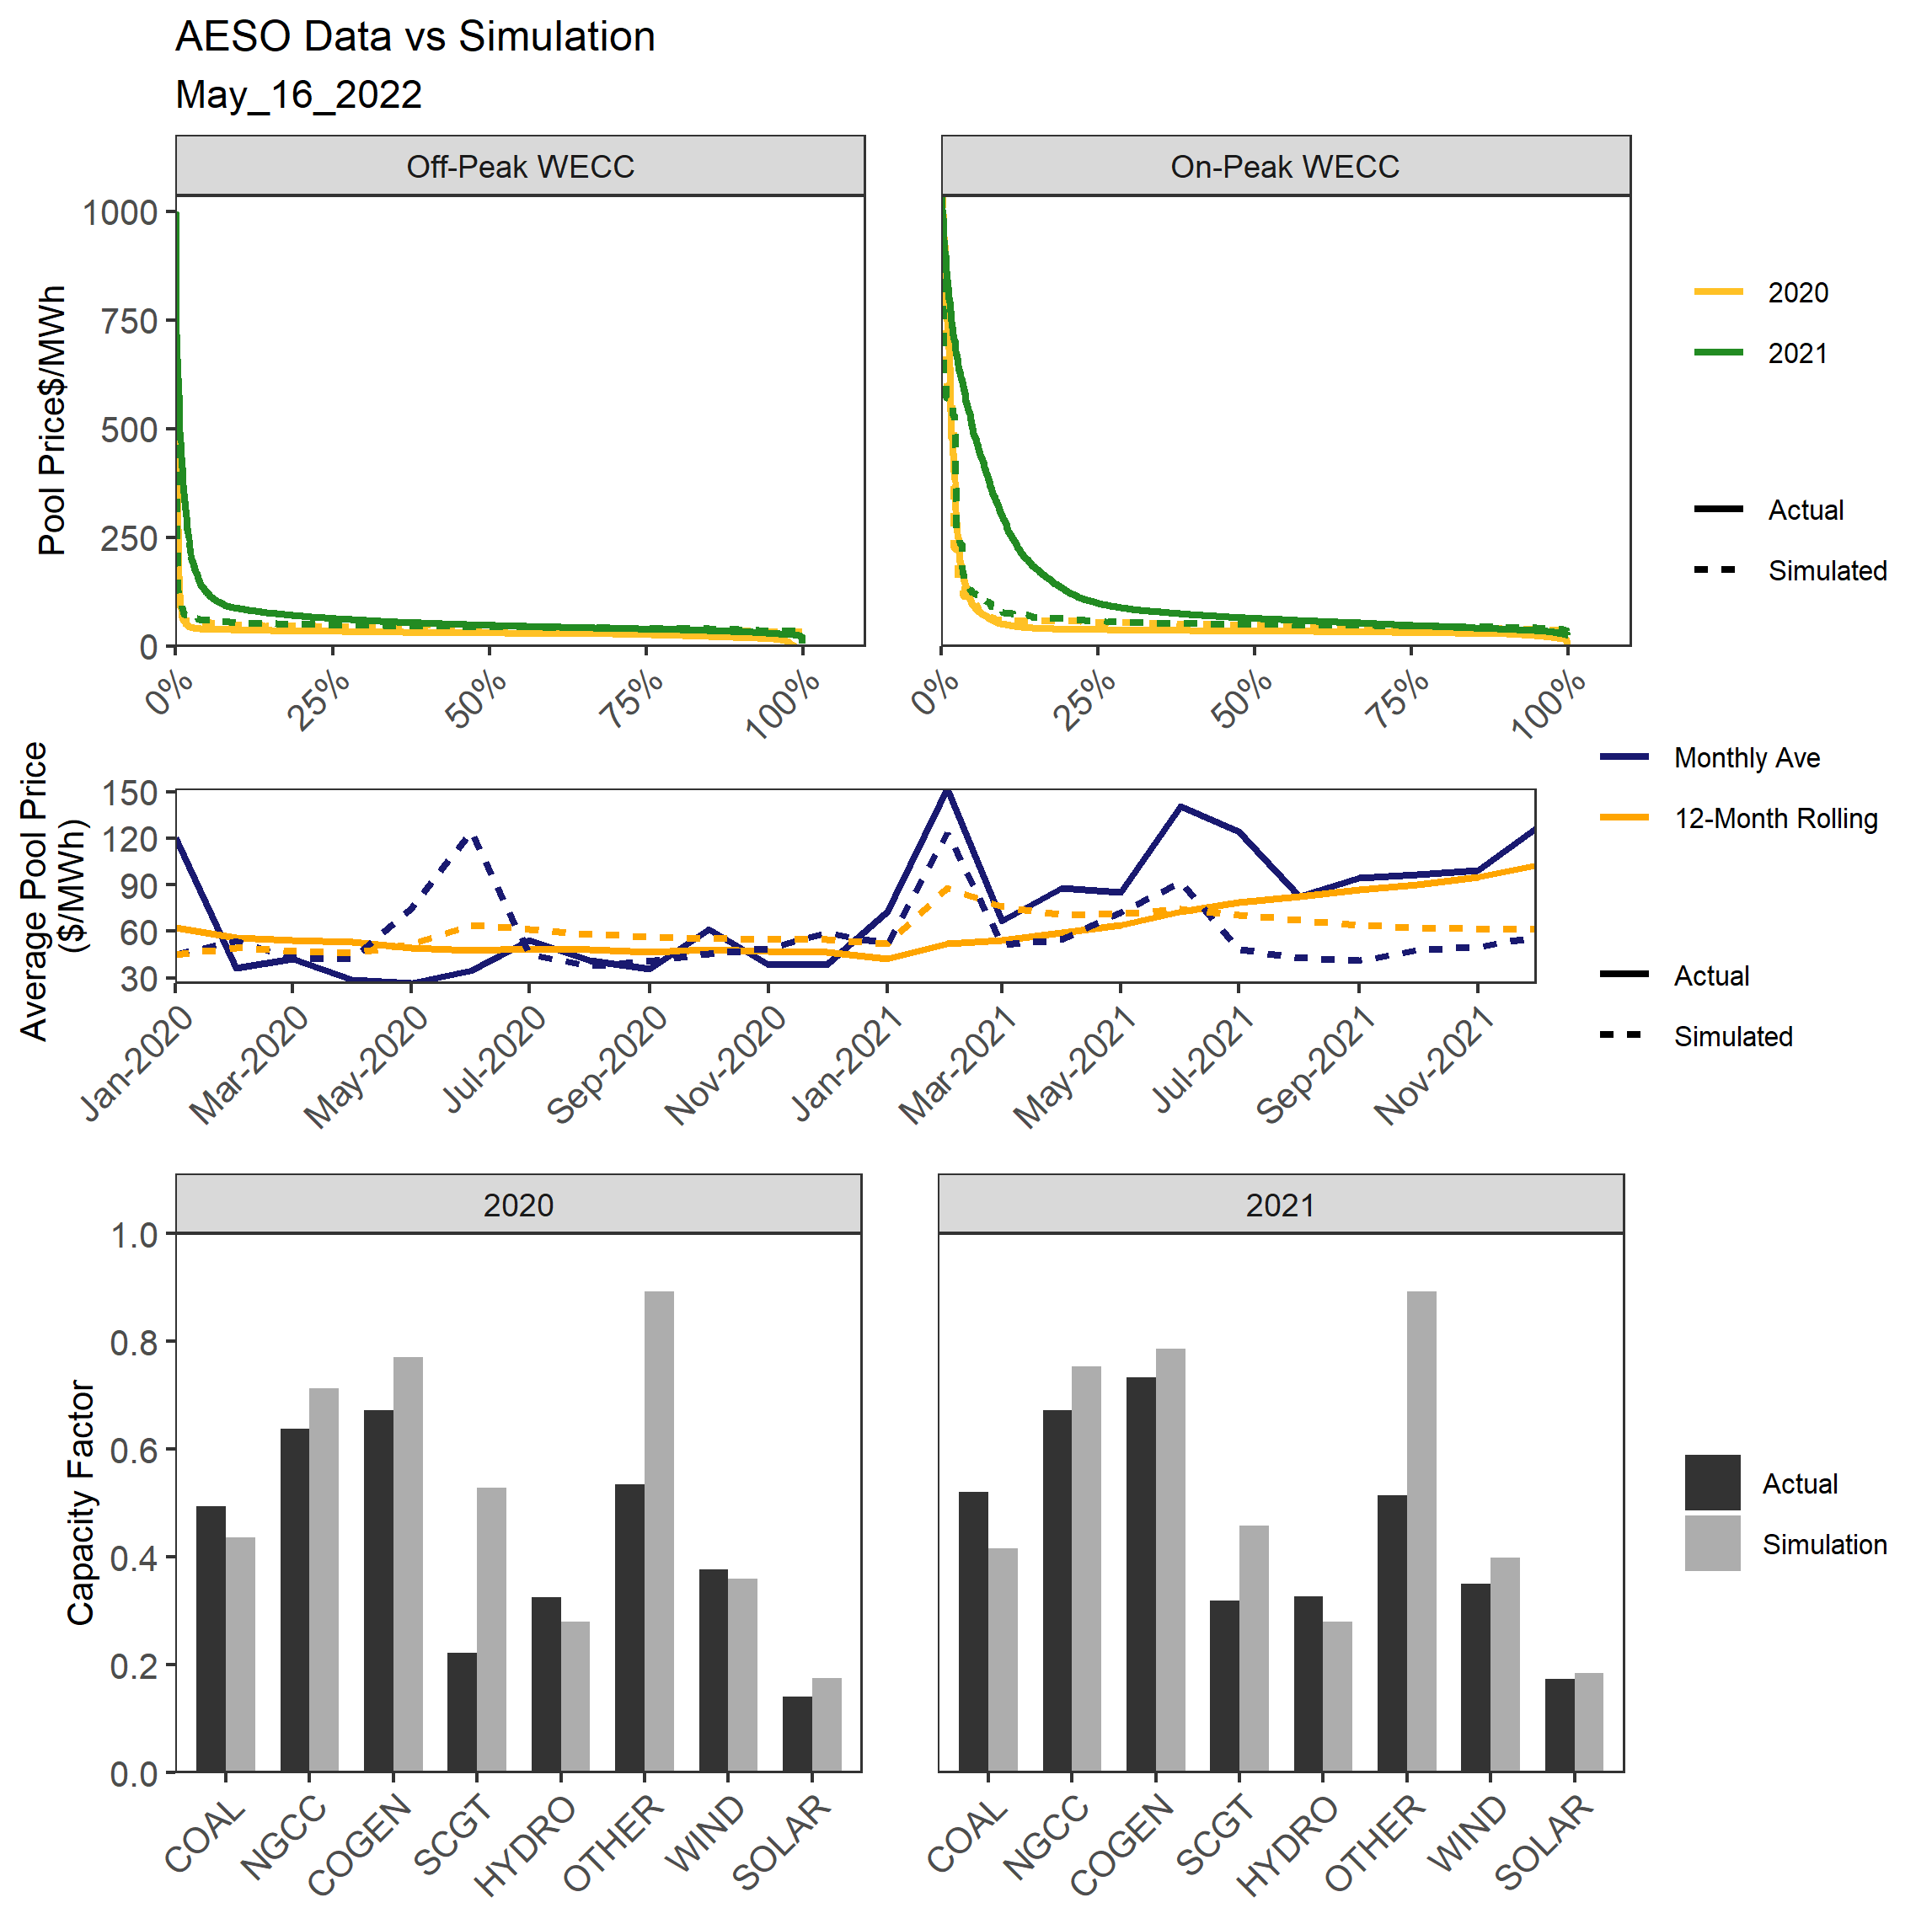 AESO Data vs Simulation
May_16_2022
Off-Peak WECC
On-Peak WECC
Pool Price$/MWh
1000
750
500
250
0
0%
25%
50%
75%
100%
0%
25%
50%
75%
100%
2020
2021
Actual
Simulated
Average Pool Price
($/MWh)
150
120
90
60
30
Jan-2020
Mar-2020
May-2020
Jul-2020
Sep-2020
Nov-2020
Jan-2021
Mar-2021
May-2021
Jul-2021
Sep-2021
Nov-2021
Monthly Ave
12-Month Rolling
Actual
Simulated
2020
2021
Capacity Factor
1.0
0.8
0.6
0.4
0.2
0.0
COAL
NGCC
COGEN
SCGT
HYDRO
OTHER
WIND
SOLAR
COAL
NGCC
COGEN
SCGT
HYDRO
OTHER
WIND
SOLAR
Actual
Simulation